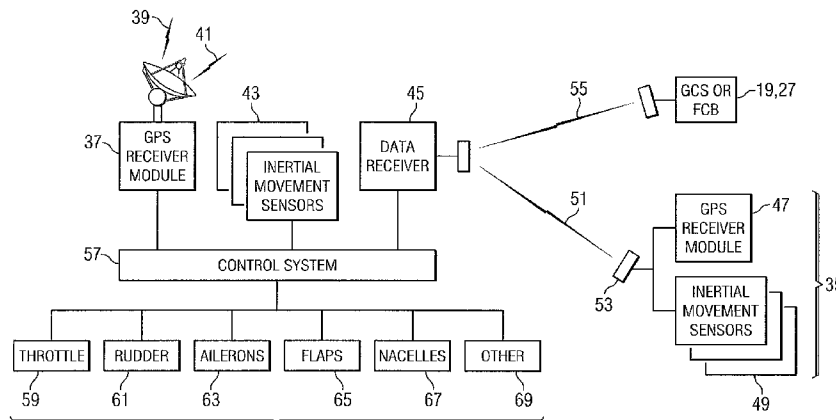 39
41
43
45
55
GCS OR
FCB
19,27
37
GPS
RECEIVER
MODULE
INERTIAL
MOVEMENT
SENSORS
DATA
RECEIVER
51
GPS
RECEIVER
MODULE
47
57
CONTROL SYSTEM
53
INERTIAL
MOVEMENT
SENSORS
35
49
THROTTLE
RUDDER
AILERONS
FLAPS
NACELLES
OTHER
59
61
63
65
67
69